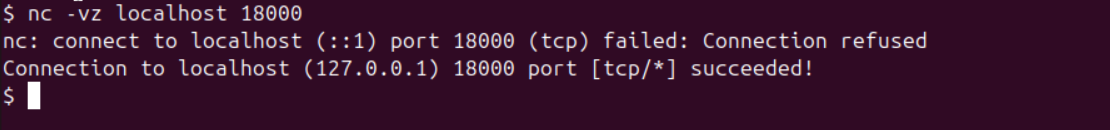 $ nc -vz localhost 18000
nc: connect to localhost (::1) port 18000 (tcp) failed: Connection refused
Connection to localhost (127.0.0.1) 18000 port [tcp/*] succeeded!
$